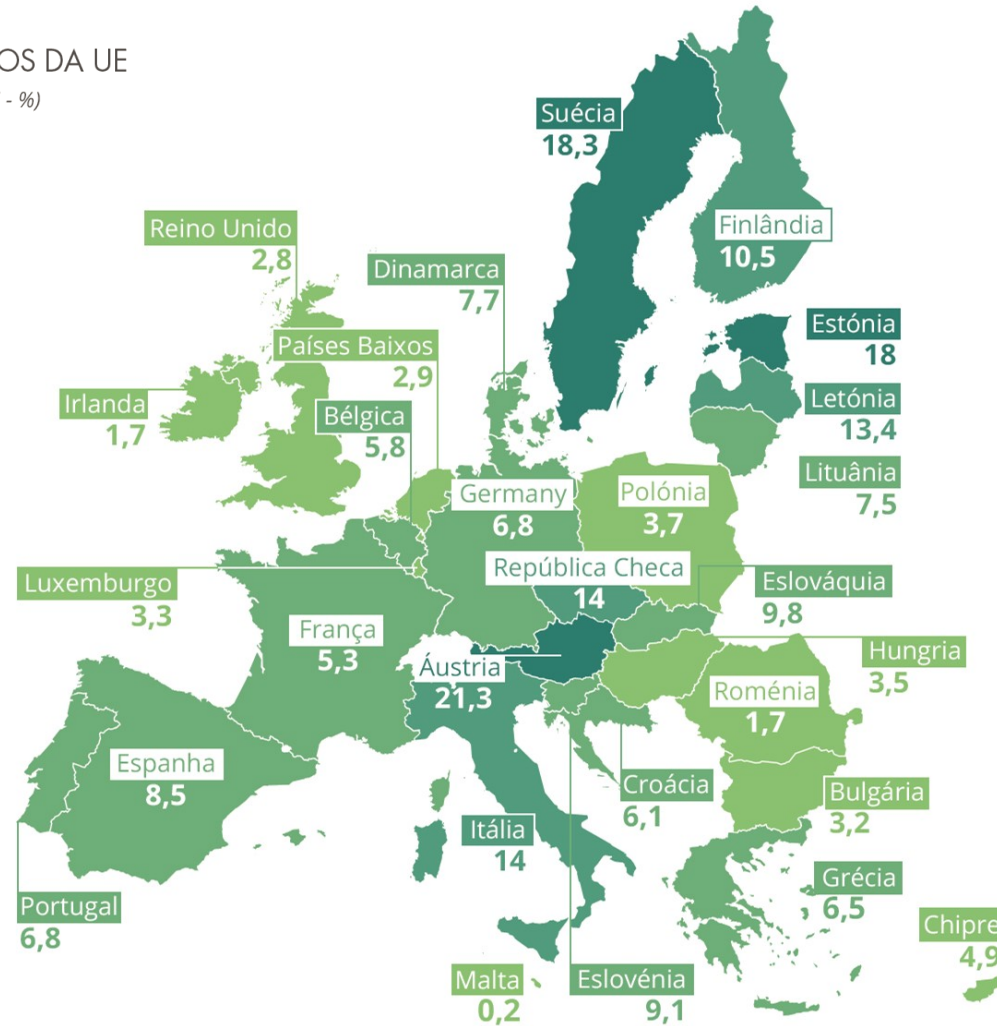 OS DA UE
- %)
Suécia
18,3
Finlândia
10,5
Reino Unido
2,8
Dinamarca
7,7
Estónia
18
Países Baixos
2,9
Irlanda
1,7
Bélgica
5,8
Letónia
13,4
Lituânia
7,5
Germany
6,8
Polónia
3,7
República Checa
14
Luxemburgo
3,3
Eslováquia
9,8
França
5,3
Áustria
21,3
Hungria
3,5
Roménia
1,7
Espanha
8,5
Croácia
6,1
Bulgária
3,2
Itália
14
Grécia
6,5
Portugal
6,8
Chipre
4,9
Malta
0,2
Eslovénia
9,1